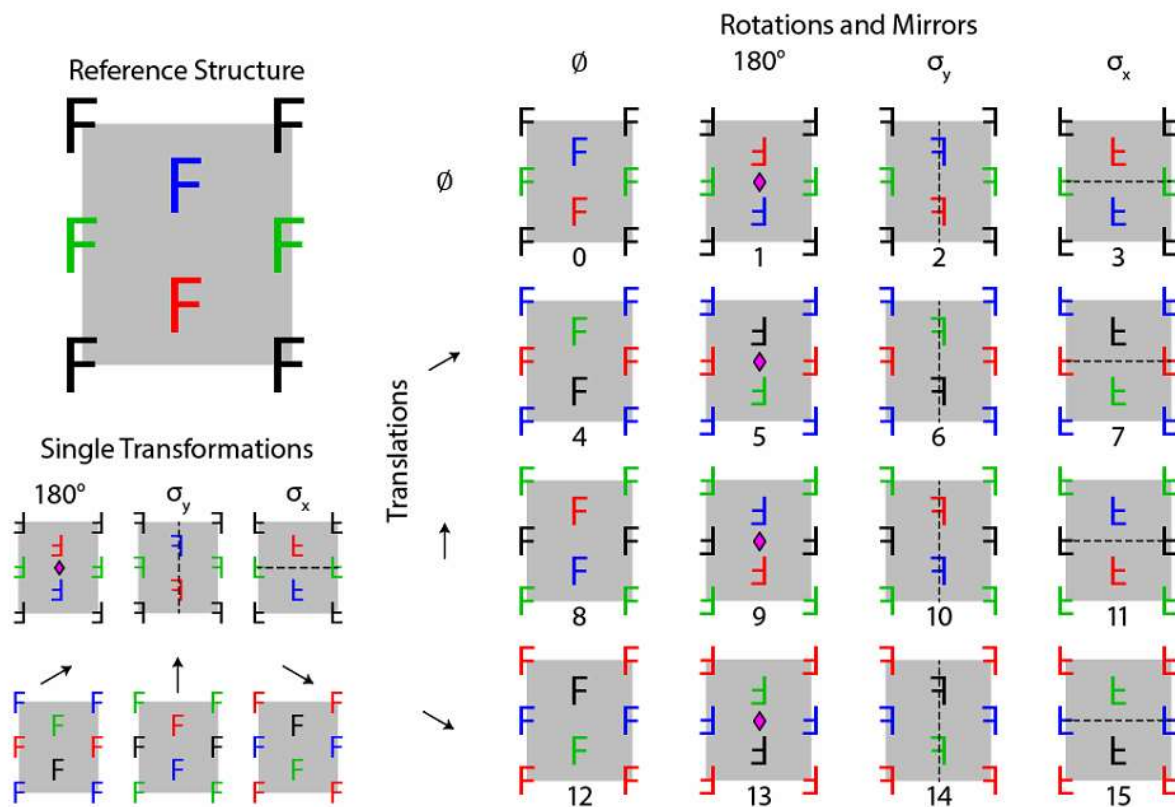 Rotations and Mirrors
Reference Structure
Ø 180° σy σx
Ø
0 1 2 3
Translations
4 5 6 7
Single Transformations
180° σy σx
8 9 10 11
12 13 14 15